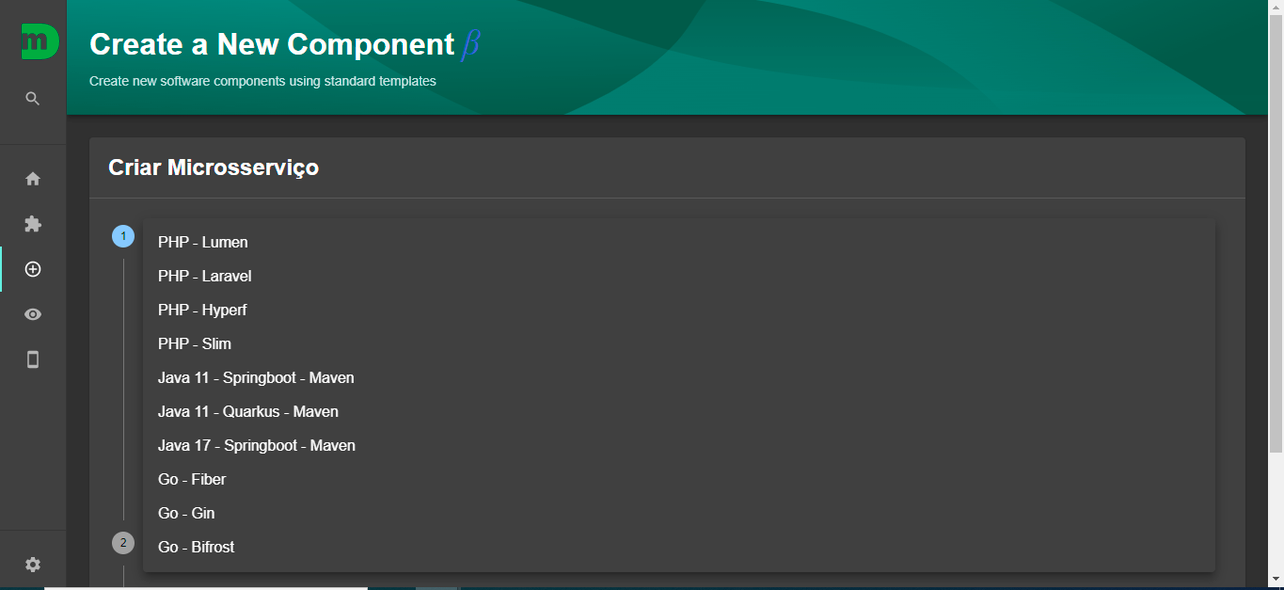 m
Create a New Component β
Create new software components using standard templates
Criar Microsserviço
1
PHP - Lumen
PHP - Laravel
PHP - Hyperf
PHP - Slim
Java 11 - Springboot - Maven
Java 11 - Quarkus - Maven
Java 17 - Springboot - Maven
Go - Fiber
Go - Gin
2
Go - Bifrost